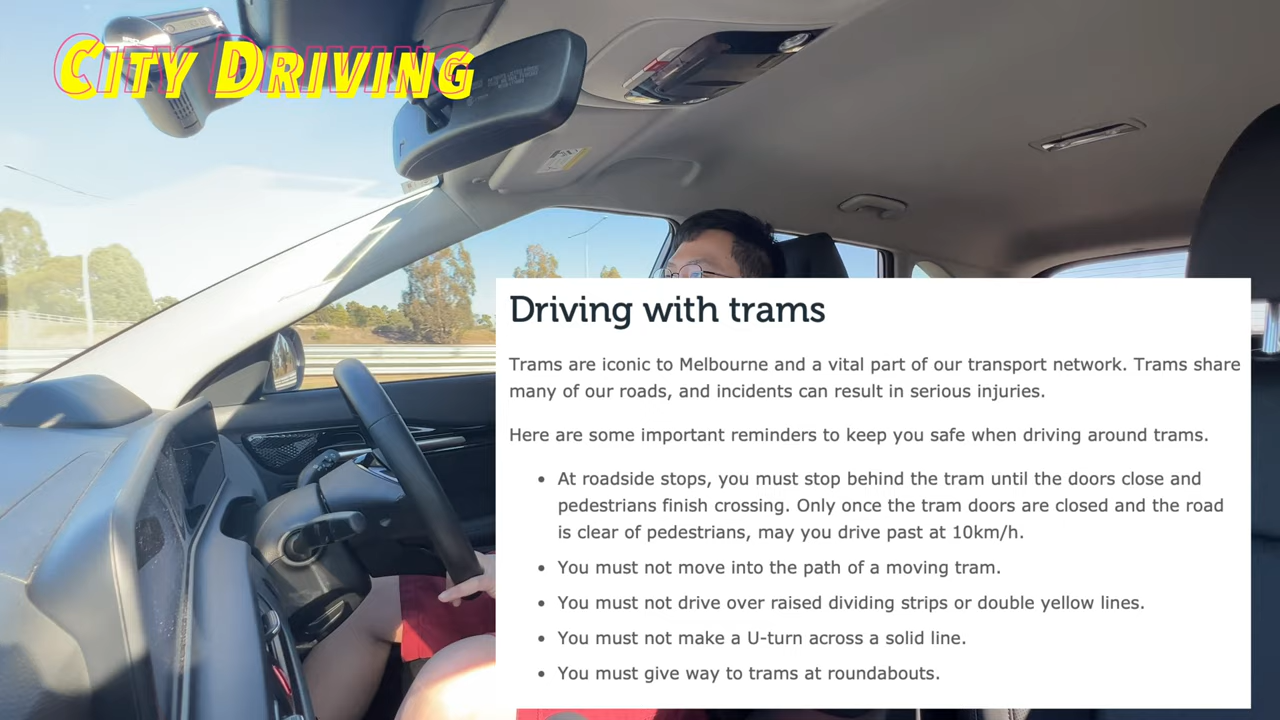 City Driving
Driving with trams
Trams are iconic to Melbourne and a vital part of our transport network. Trams share
many of our roads, and incidents can result in serious injuries.
Here are some important reminders to keep you safe when driving around trams.
• At roadside stops, you must stop behind the tram until the doors close and
pedestrians finish crossing. Only once the tram doors are closed and the road
is clear of pedestrians, may you drive past at 10km/h.
• You must not move into the path of a moving tram.
• You must not drive over raised dividing strips or double yellow lines.
• You must not make a U-turn across a solid line.
• You must give way to trams at roundabouts.